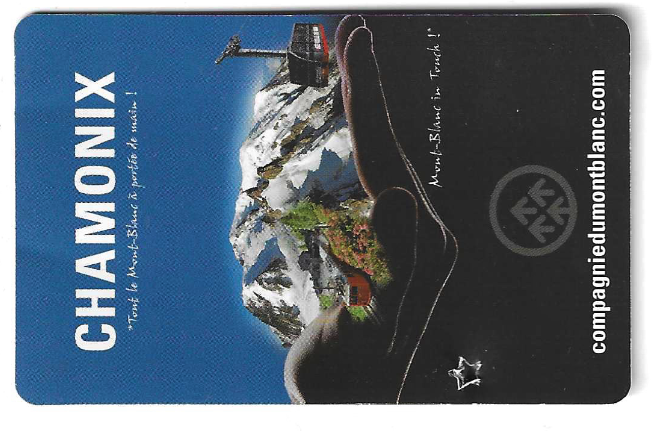 CHAMONIX
"Tout le Mont-Blanc à portée de main !
Mont-Blanc in Touch !"
compagniedumontblanc.com